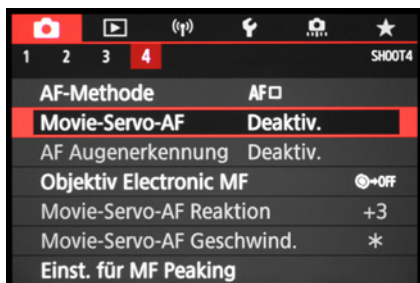 1 2 3 4 SHOOT4
AF-Methode AF
Movie-Servo-AF Deaktiv.
AF Augenerkennung Deaktiv.
Objektiv Electronic MF OFF
Movie-Servo-AF Reaktion +3
Movie-Servo-AF Geschwind.
Einst. für MF Peaking